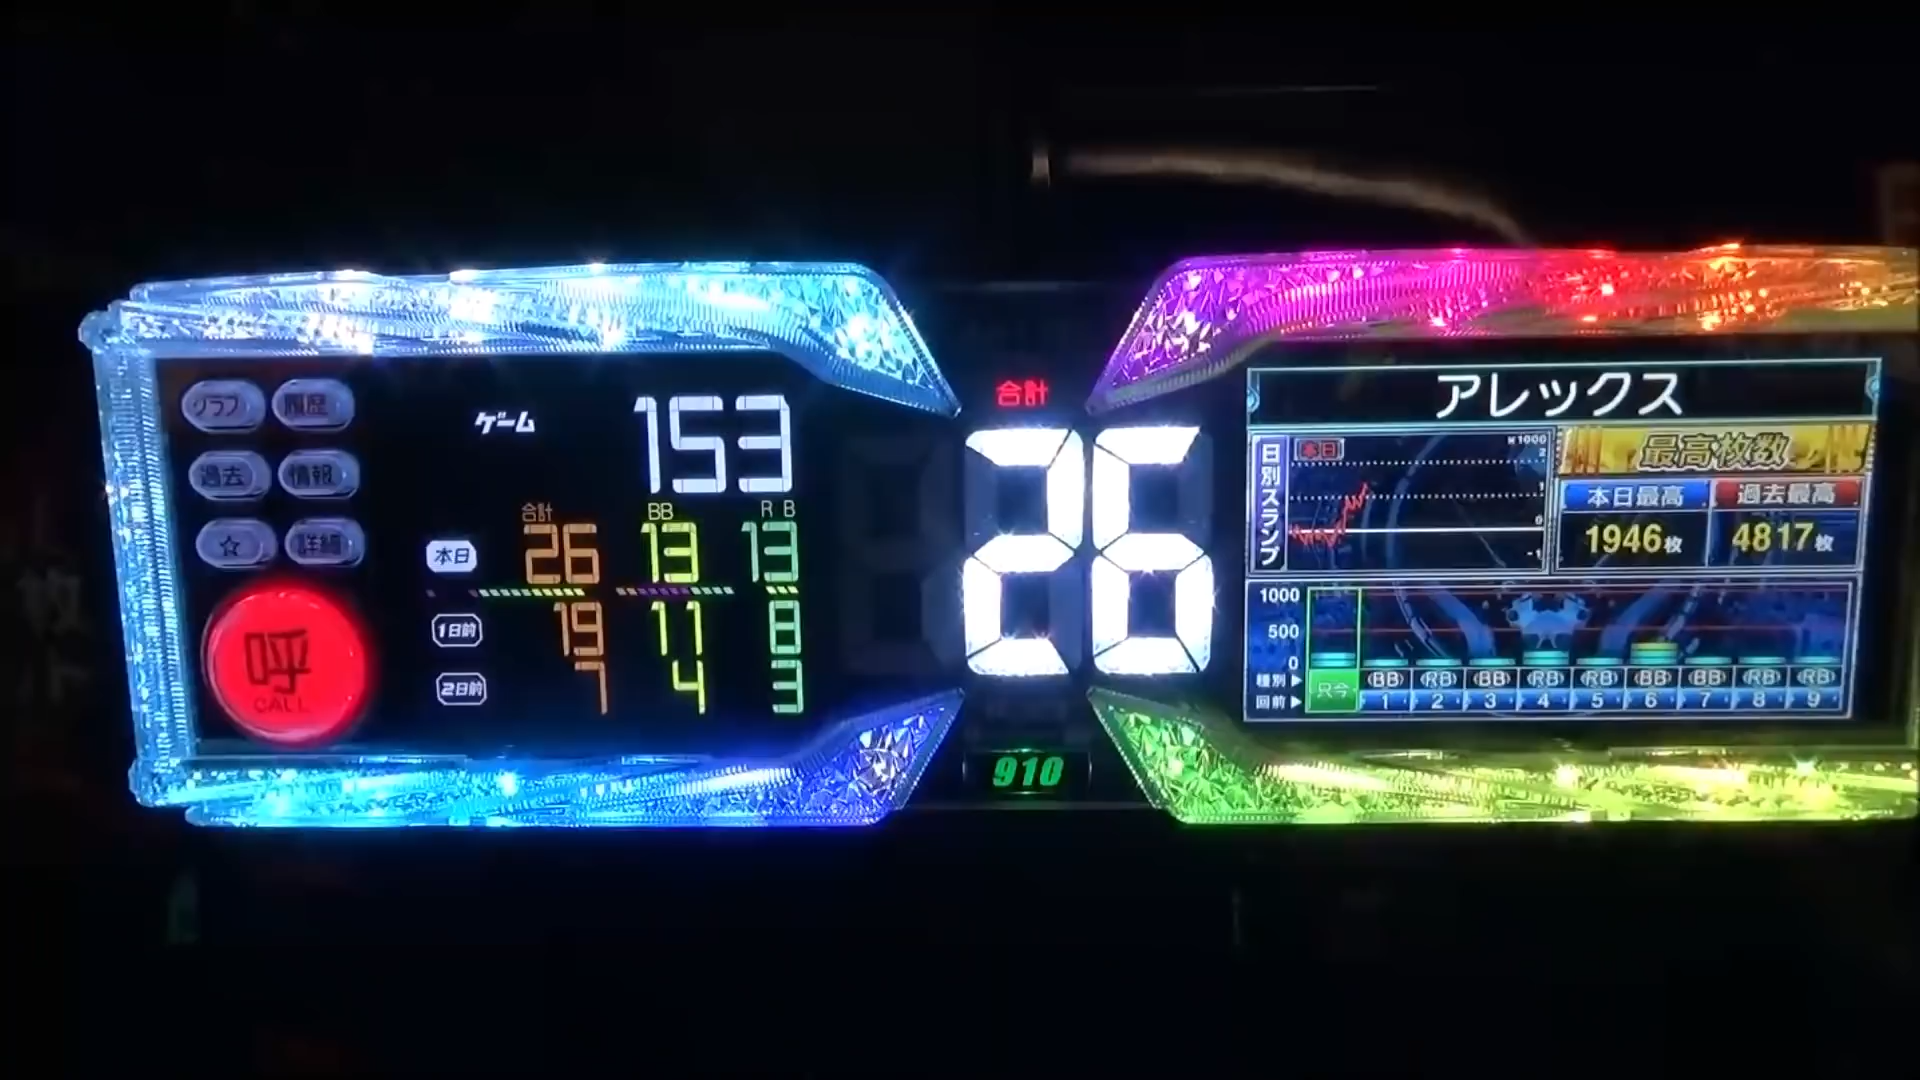 グラフ 履歴
過去 情報
☆ 詳細
呼
CALL
ゲーム 153
合計 BB RB
本日 26 13 13
1日前 19 11 8
2日前 7 4 3
合計
26
910
アレックス
日別スランプ
本日
×1000
2
1
0
-1
最高枚数
本日最高 過去最高
1946枚 4817枚
1000
500
0
種別▶ 只今 BB RB BB RB RB BB BB RB RB
回前▶ 1 2 3 4 5 6 7 8 9